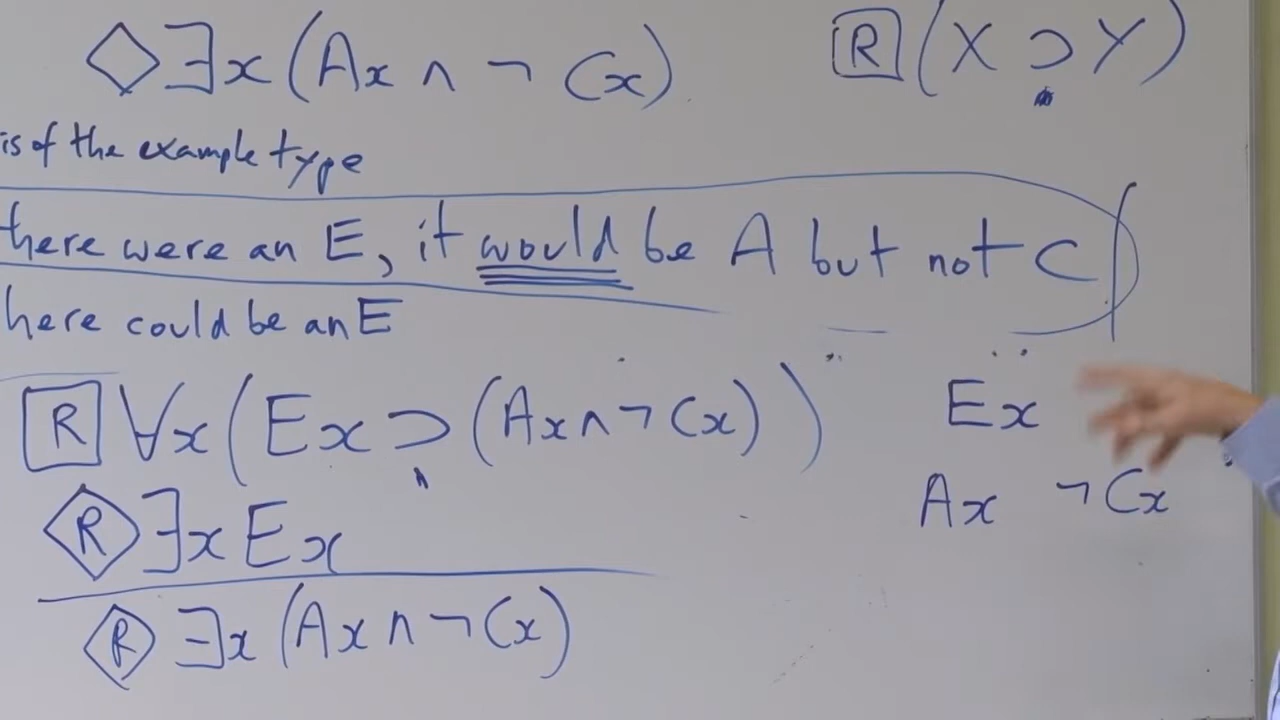 ◇∃x(Ax ∧ ¬Cx)
R (X ⊃ Y)
is of the example type
there were an E, it would be A but not C
here could be an E
R ∀x(Ex ⊃ (Ax ∧ ¬Cx))
Ex
R ∃x Ex
Ax ¬Cx
R ∃x (Ax ∧ ¬Cx)